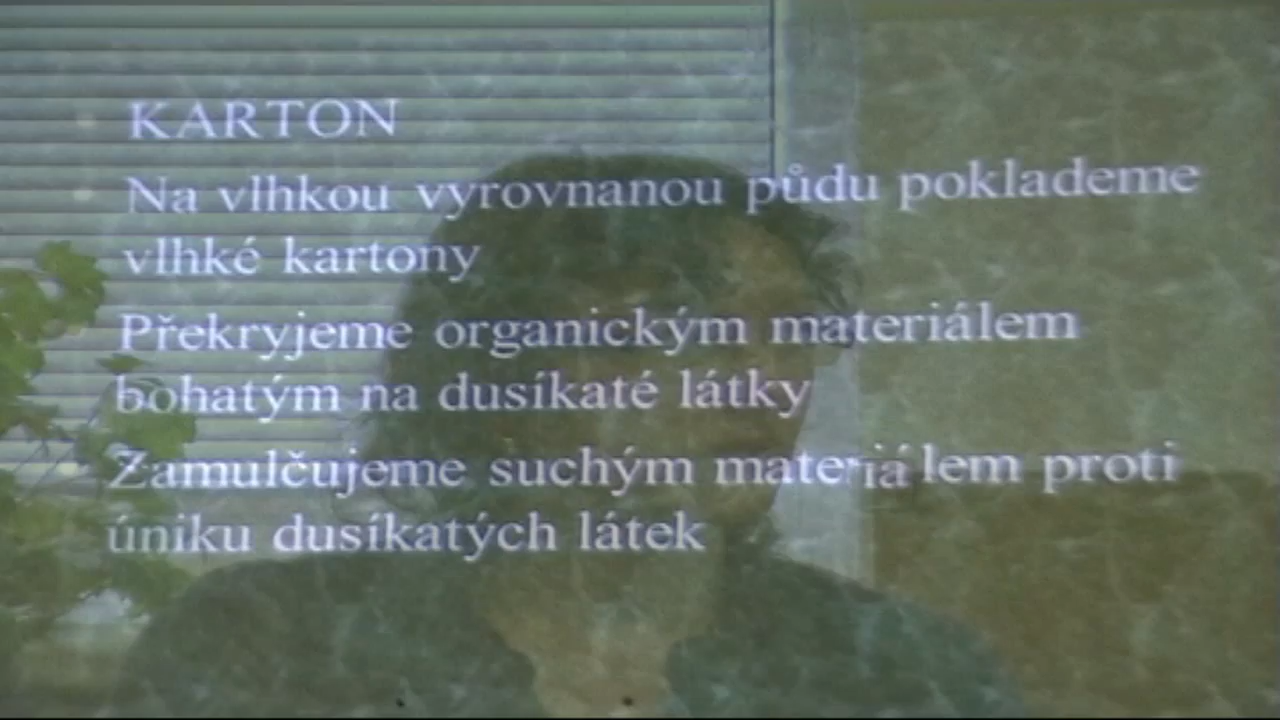 KARTON
Na vlhkou vyrovnanou půdu poklademe
vlhké kartony
Překryjeme organickým materiálem
bohatým na dusíkaté látky
Zamulčujeme suchým materiálem proti
úniku dusíkatých látek